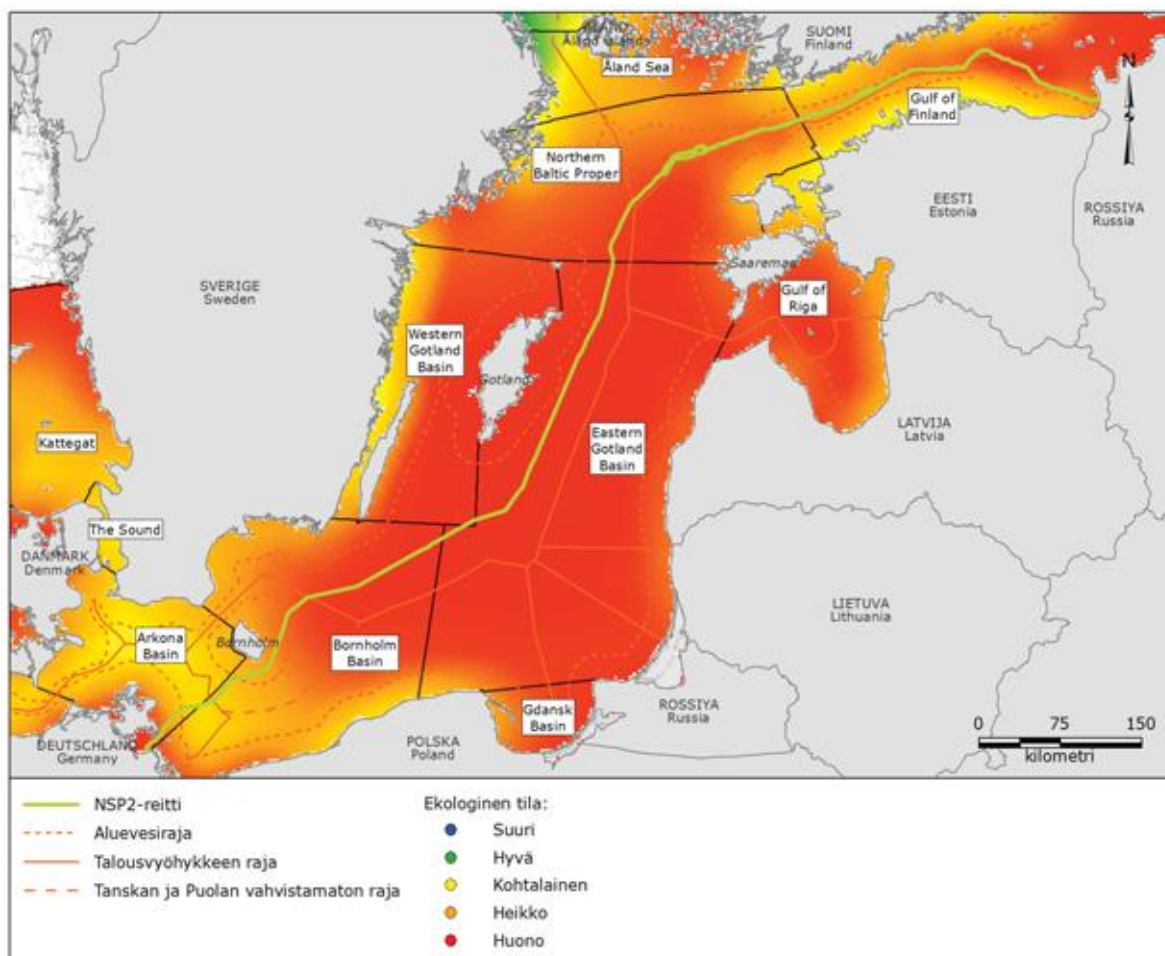 ÅLAND
Åland Islands
SUOMI
Finland
Åland Sea
N
Gulf of
Finland
Northern
Baltic Proper
EESTI
Estonia
ROSSIYA
Russia
SVERIGE
Sweden
Saaremaa
Gulf of
Riga
Western
Gotland
Basin
Gotland
Kattegat
Eastern
Gotland
Basin
LATVIJA
Latvia
The Sound
DANMARK
Denmark
LIETUVA
Lithuania
Arkona
Basin
Bornholm
Bornholm
Basin
Gdansk
Basin
ROSSIYA
Russia
DEUTSCHLAND
Germany
POLSKA
Poland
0 75 150
kilometri
NSP2-reitti
Aluevesiraja
Talousvyöhykkeen raja
Tanskan ja Puolan vahvistamaton raja
Ekologinen tila:
Suuri
Hyvä
Kohtalainen
Heikko
Huono